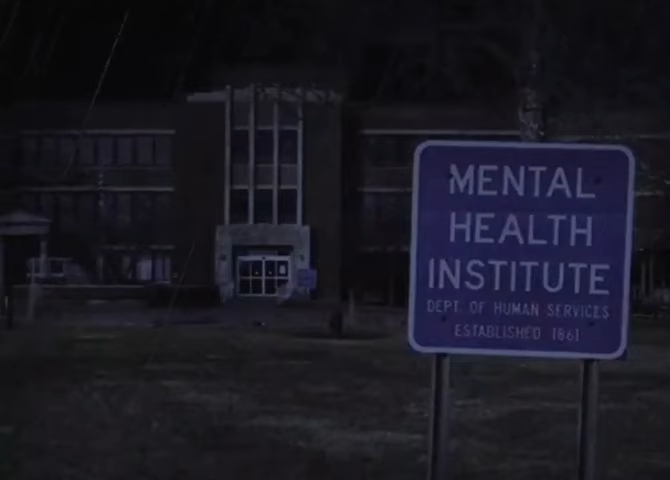 MENTAL
HEALTH
INSTITUTE
DEPT. OF HUMAN SERVICES
ESTABLISHED 1861